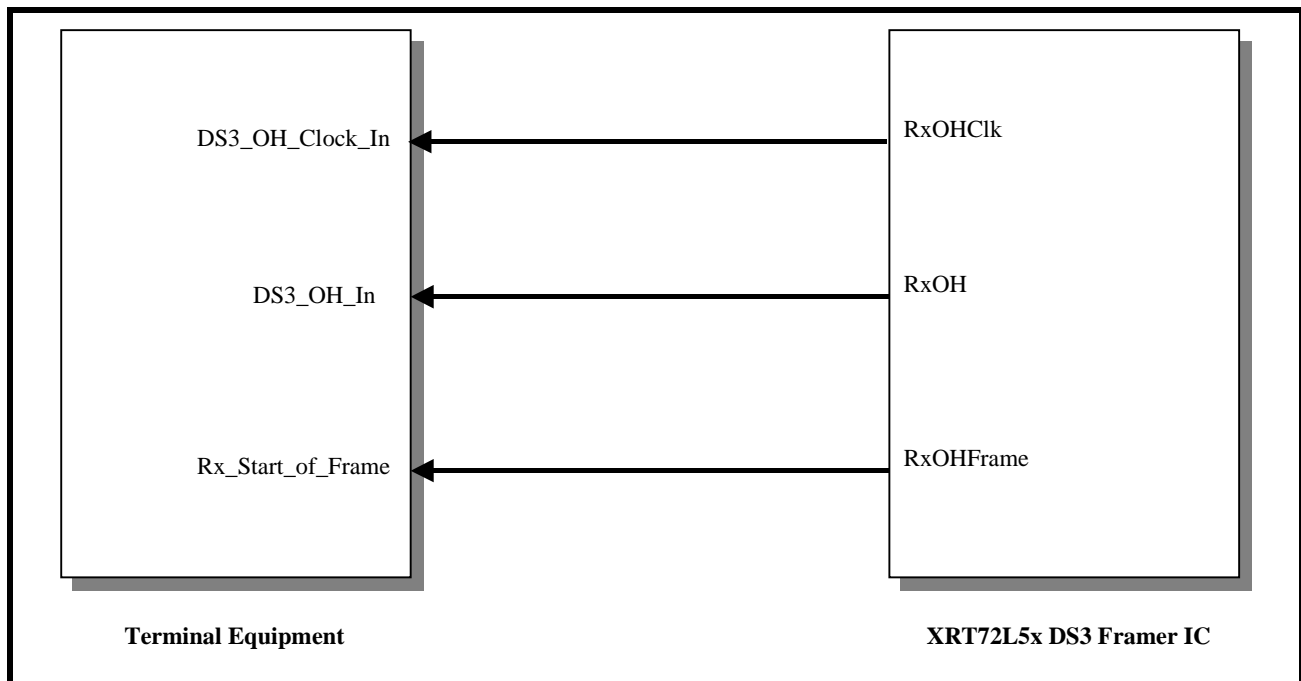 DS3_OH_Clock_In
RxOHClk
DS3_OH_In
RxOH
Rx_Start_of_Frame
RxOHFrame
Terminal Equipment
XRT72L5x DS3 Framer IC